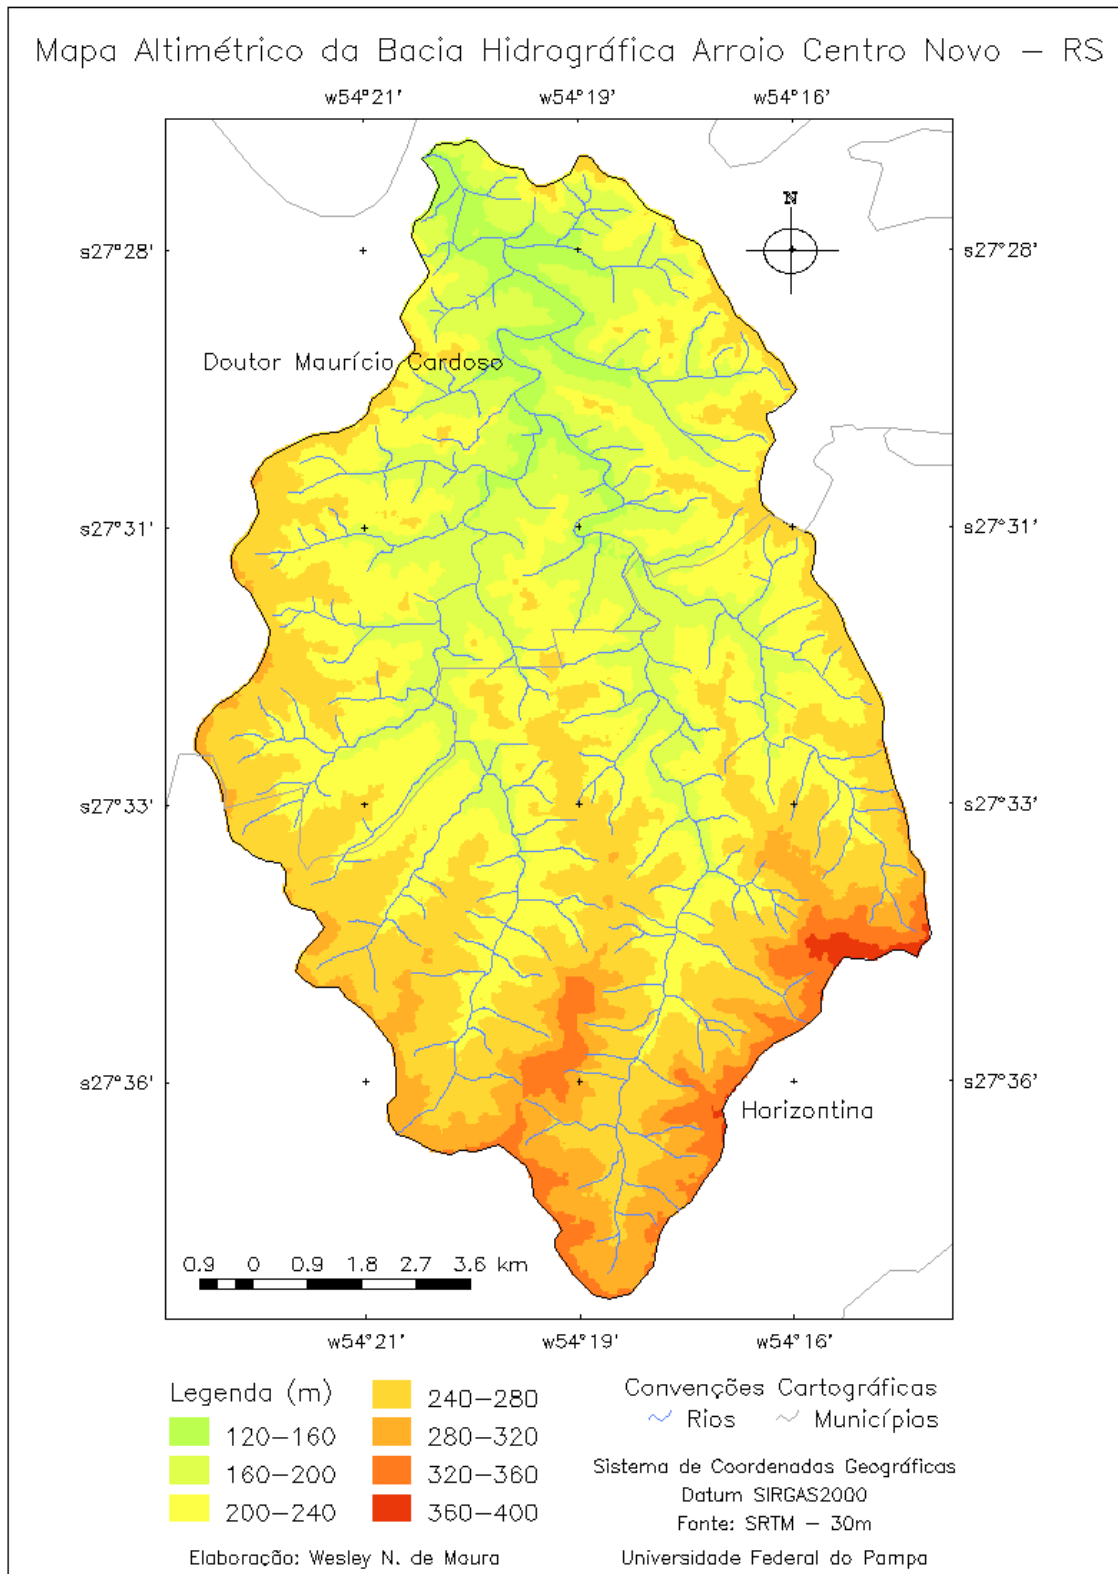 Mapa Altimétrico da Bacia Hidrográfica Arroio Centro Novo – RS
w54°21' w54°19' w54°16'
N
s27°28' s27°28'
Doutor Maurício Cardoso
s27°31' s27°31'
s27°33' s27°33'
s27°36' s27°36'
Horizontina
0.9 0 0.9 1.8 2.7 3.6 km
w54°21' w54°19' w54°16'
Legenda (m)
120–160
160–200
200–240
240–280
280–320
320–360
360–400
Convenções Cartográficas
Rios Municípios
Sistema de Coordenadas Geográficas
Datum SIRGAS2000
Fonte: SRTM – 30m
Elaboração: Wesley N. de Moura
Universidade Federal do Pampa